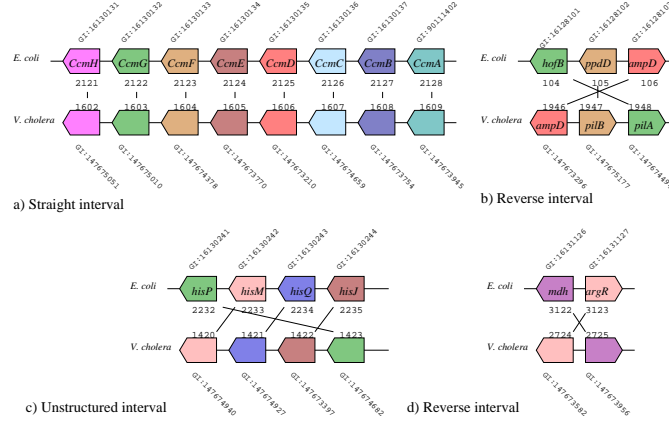 GI:16130131 GI:16130132 GI:16130133 GI:16130134 GI:16130135 GI:16130136 GI:16130137 GI:90111402
E. coli CcmH CcmG CcmF CcmE CcmD CcmC CcmB CcmA
2121 2122 2123 2124 2125 2126 2127 2128
1602 1603 1604 1605 1606 1607 1608 1609
V. cholera
GI:147675051 GI:147675010 GI:147674378 GI:147673770 GI:147673210 GI:147674659 GI:147673754 GI:147673945
a) Straight interval
GI:16128101 GI:16128102 GI:16128103
E. coli hofB ppdD ampD
104 105 106
1946 1947 1948
V. cholera ampD pilB pilA
GI:147673296 GI:147675177
b) Reverse interval
GI:16130241 GI:16130242 GI:16130243 GI:16130244
E. coli hisP hisM hisQ hisJ
2232 2233 2234 2235
1420 1421 1422 1423
V. cholera
GI:147674940 GI:147674927 GI:147673397 GI:147674682
c) Unstructured interval
GI:16131126 GI:16131127
E. coli mdh argR
3122 3123
2724 2725
V. cholera
GI:147673582 GI:147673956
d) Reverse interval